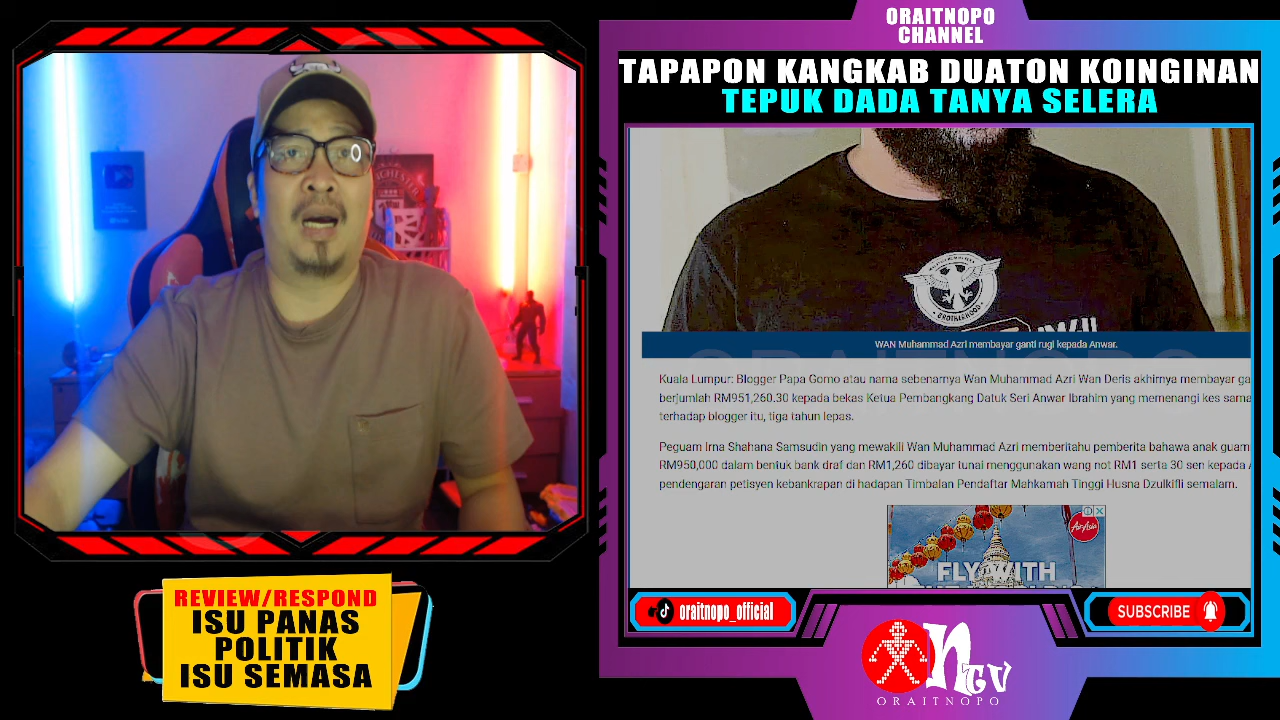 ORAITNOPO
CHANNEL
TAPAPON KANGKAB DUATON KOINGINAN
TEPUK DADA TANYA SELERA
BROTHERHOOD
WAN Muhammad Azri membayar ganti rugi kepada Anwar.
Kuala Lumpur: Blogger Papa Gomo atau nama sebenarnya Wan Muhammad Azri Wan Deris akhirnya membayar ga
berjumlah RM951,260.30 kepada bekas Ketua Pembangkang Datuk Seri Anwar Ibrahim yang memenangi kes sama
terhadap blogger itu, tiga tahun lepas.
Peguam Irna Shahana Samsudin yang mewakili Wan Muhammad Azri memberitahu pemberita bahawa anak guam
RM950,000 dalam bentuk bank draf dan RM1,260 dibayar tunai menggunakan wang not RM1 serta 30 sen kepada A
pendengaran petisyen kebankrapan di hadapan Timbalan Pendaftar Mahkamah Tinggi Husna Dzulkifli semalam.
AirAsia
FLY WITH
oraitnopo_official
SUBSCRIBE
REVIEW/RESPOND
ISU PANAS
POLITIK
ISU SEMASA
nTV
ORAITNOPO